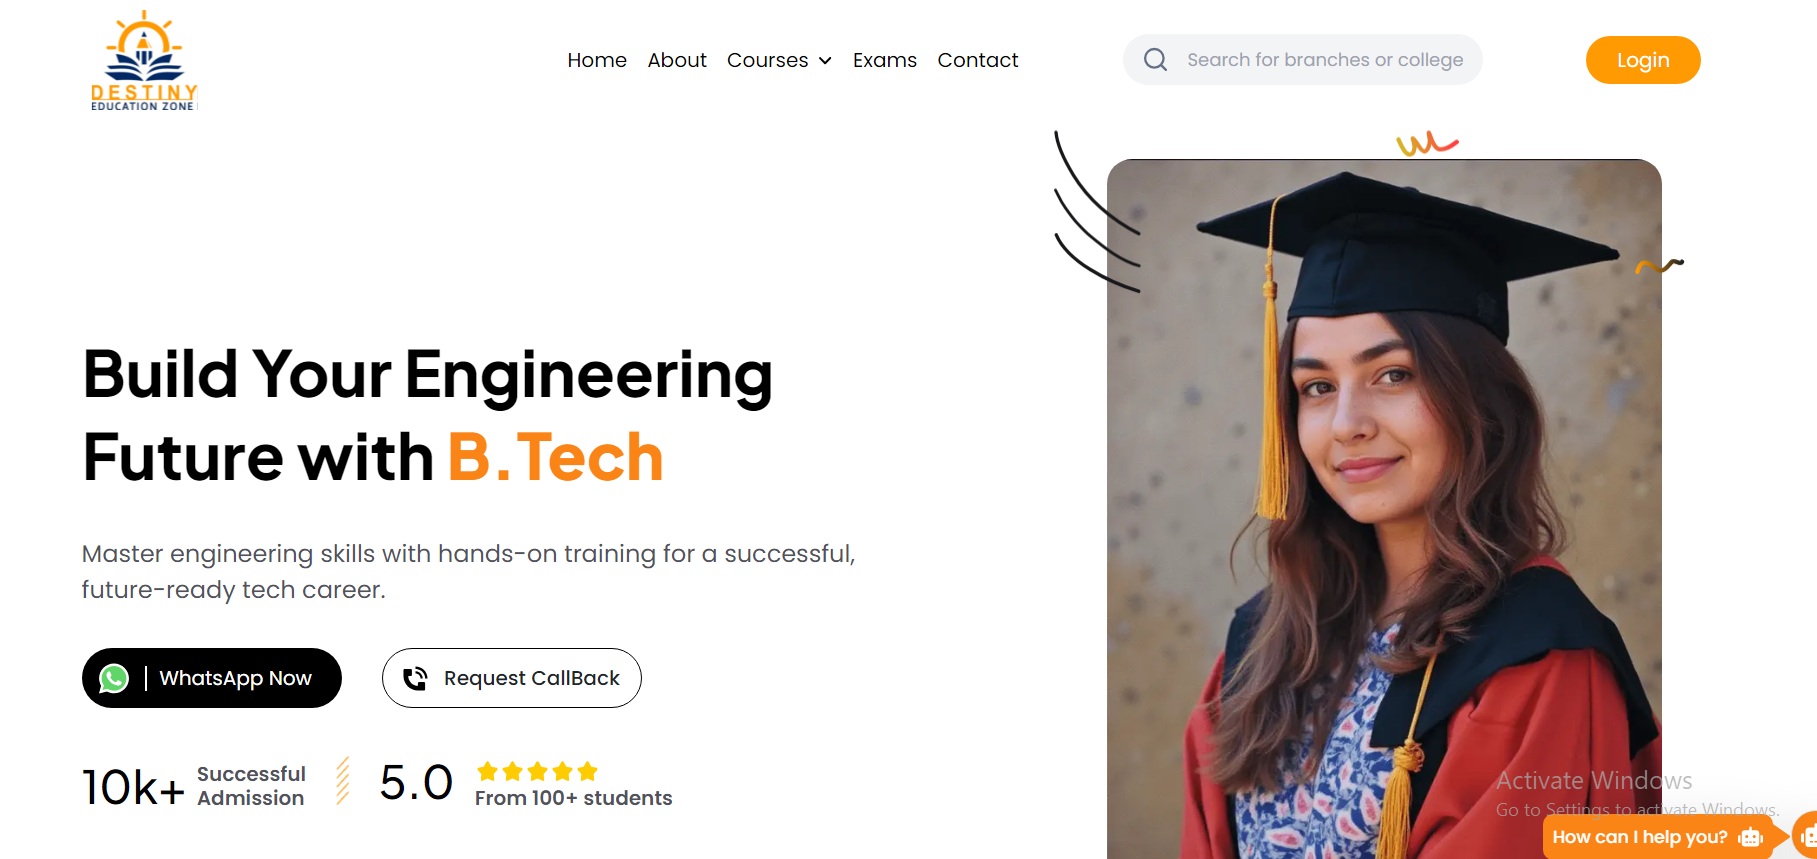 DESTINY
EDUCATION ZONE
Home About Courses Exams Contact
Search for branches or college
Login
Build Your Engineering
Future with B.Tech
Master engineering skills with hands-on training for a successful,
future-ready tech career.
WhatsApp Now
Request CallBack
10k+ Successful
Admission
5.0
From 100+ students
Activate Windows
Go to Settings to activate Windows.
How can I help you?